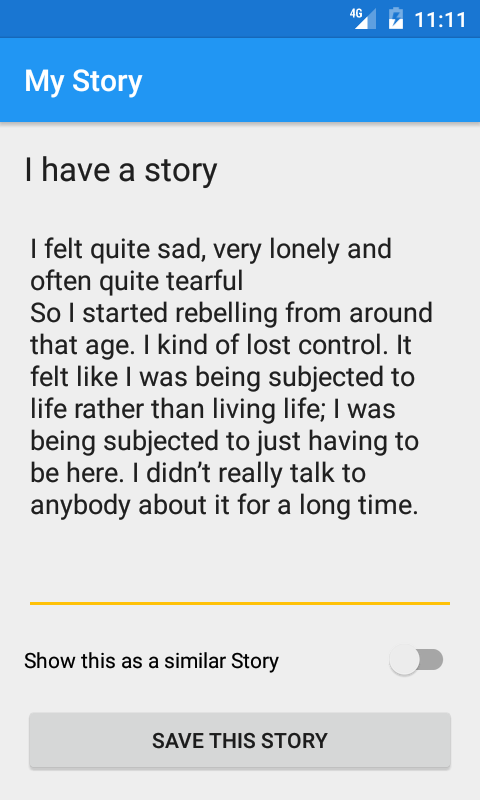 4G 11:11
My Story
I have a story
I felt quite sad, very lonely and
often quite tearful
So I started rebelling from around
that age. I kind of lost control. It
felt like I was being subjected to
life rather than living life; I was
being subjected to just having to
be here. I didn’t really talk to
anybody about it for a long time.
Show this as a similar Story
SAVE THIS STORY